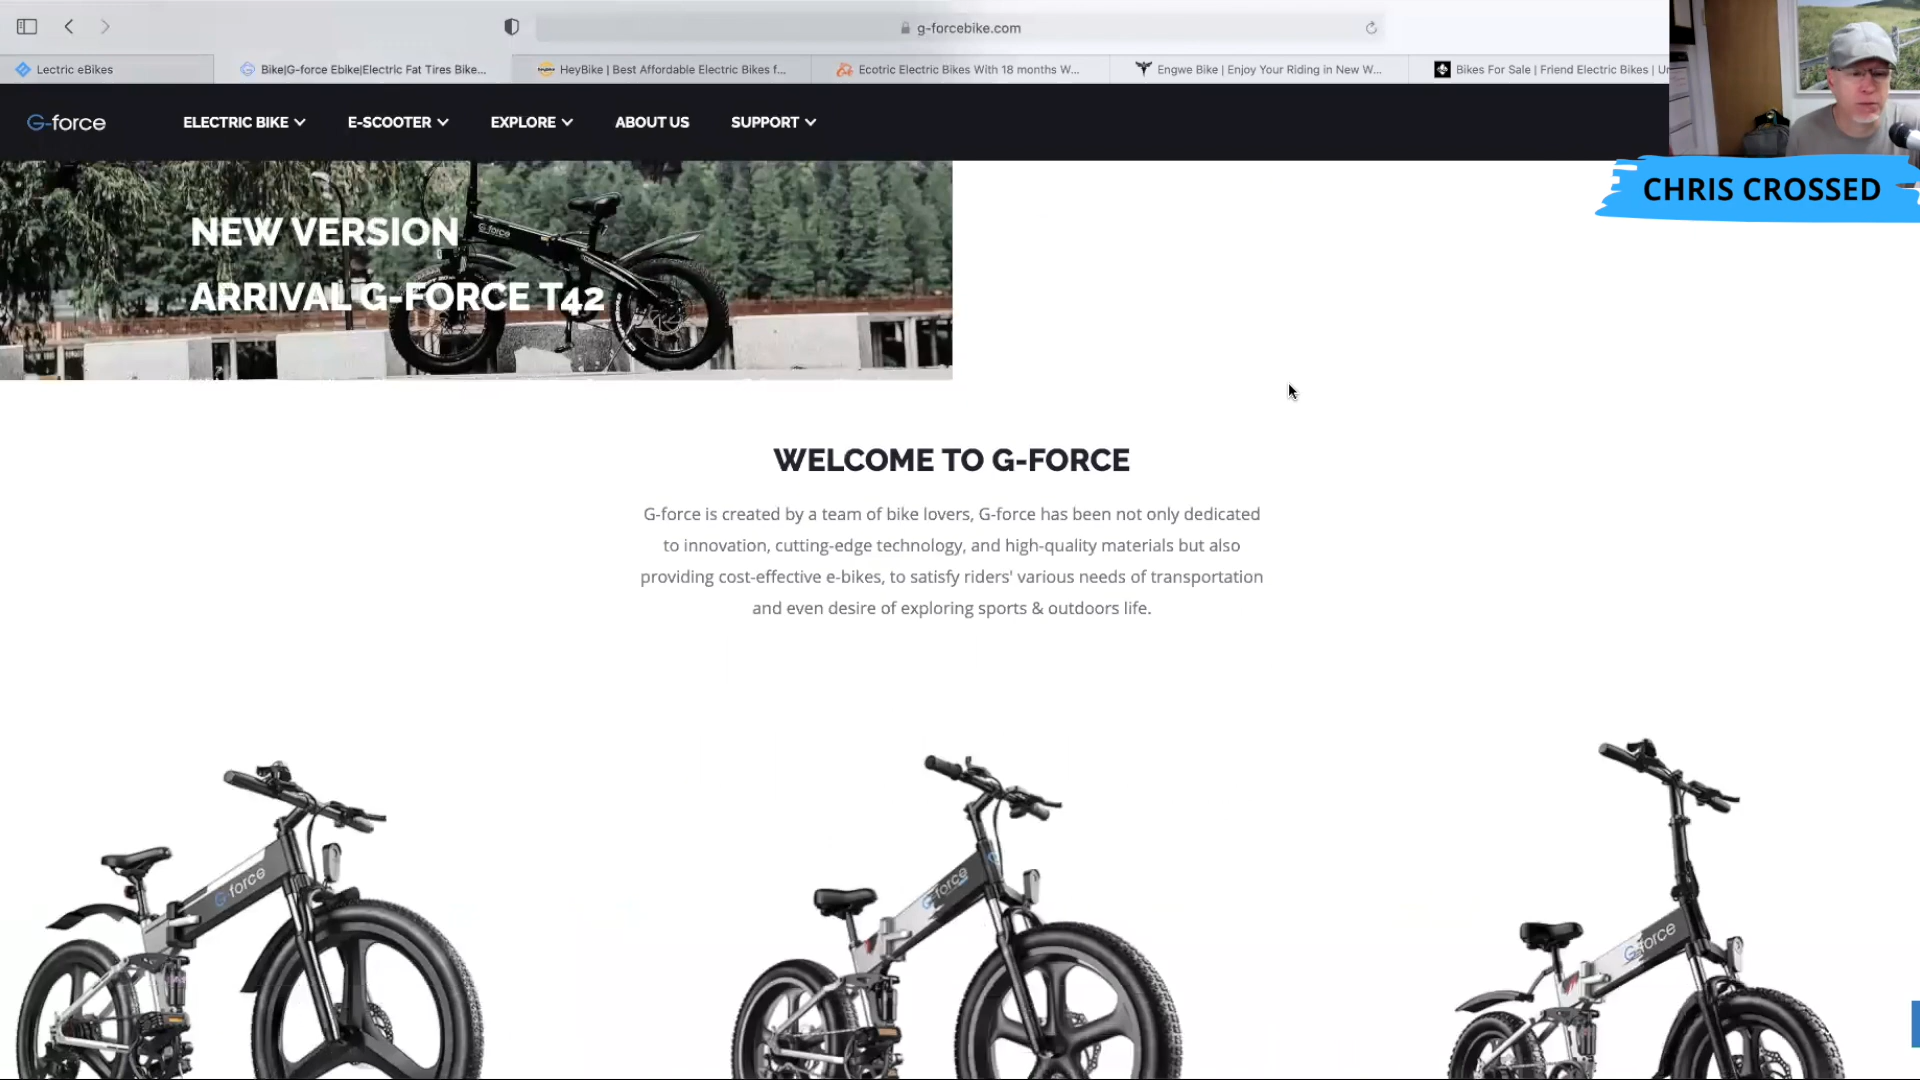 g-forcebike.com
Lectric eBikes
Bike|G-force Ebike|Electric Fat Tires Bike...
HeyBike | Best Affordable Electric Bikes f...
Ecotric Electric Bikes With 18 months W...
Engwe Bike | Enjoy Your Riding in New W...
Bikes For Sale | Friend Electric Bikes | Un
G-force
ELECTRIC BIKE
E-SCOOTER
EXPLORE
ABOUT US
SUPPORT
CHRIS CROSSED
NEW VERSION
ARRIVAL G-FORCE T42
G-force
WELCOME TO G-FORCE
G-force is created by a team of bike lovers, G-force has been not only dedicated
to innovation, cutting-edge technology, and high-quality materials but also
providing cost-effective e-bikes, to satisfy riders' various needs of transportation
and even desire of exploring sports & outdoors life.
G-force
G-force
G-force